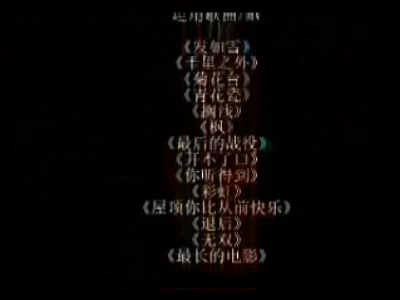 选用歌曲/MV
《发如雪》
《千里之外》
《菊花台》
《青花瓷》
《搁浅》
《枫》
《最后的战役》
《开不了口》
《你听得到》
《彩虹》
《屋顶你比从前快乐》
《退后》
《无双》
《最长的电影》